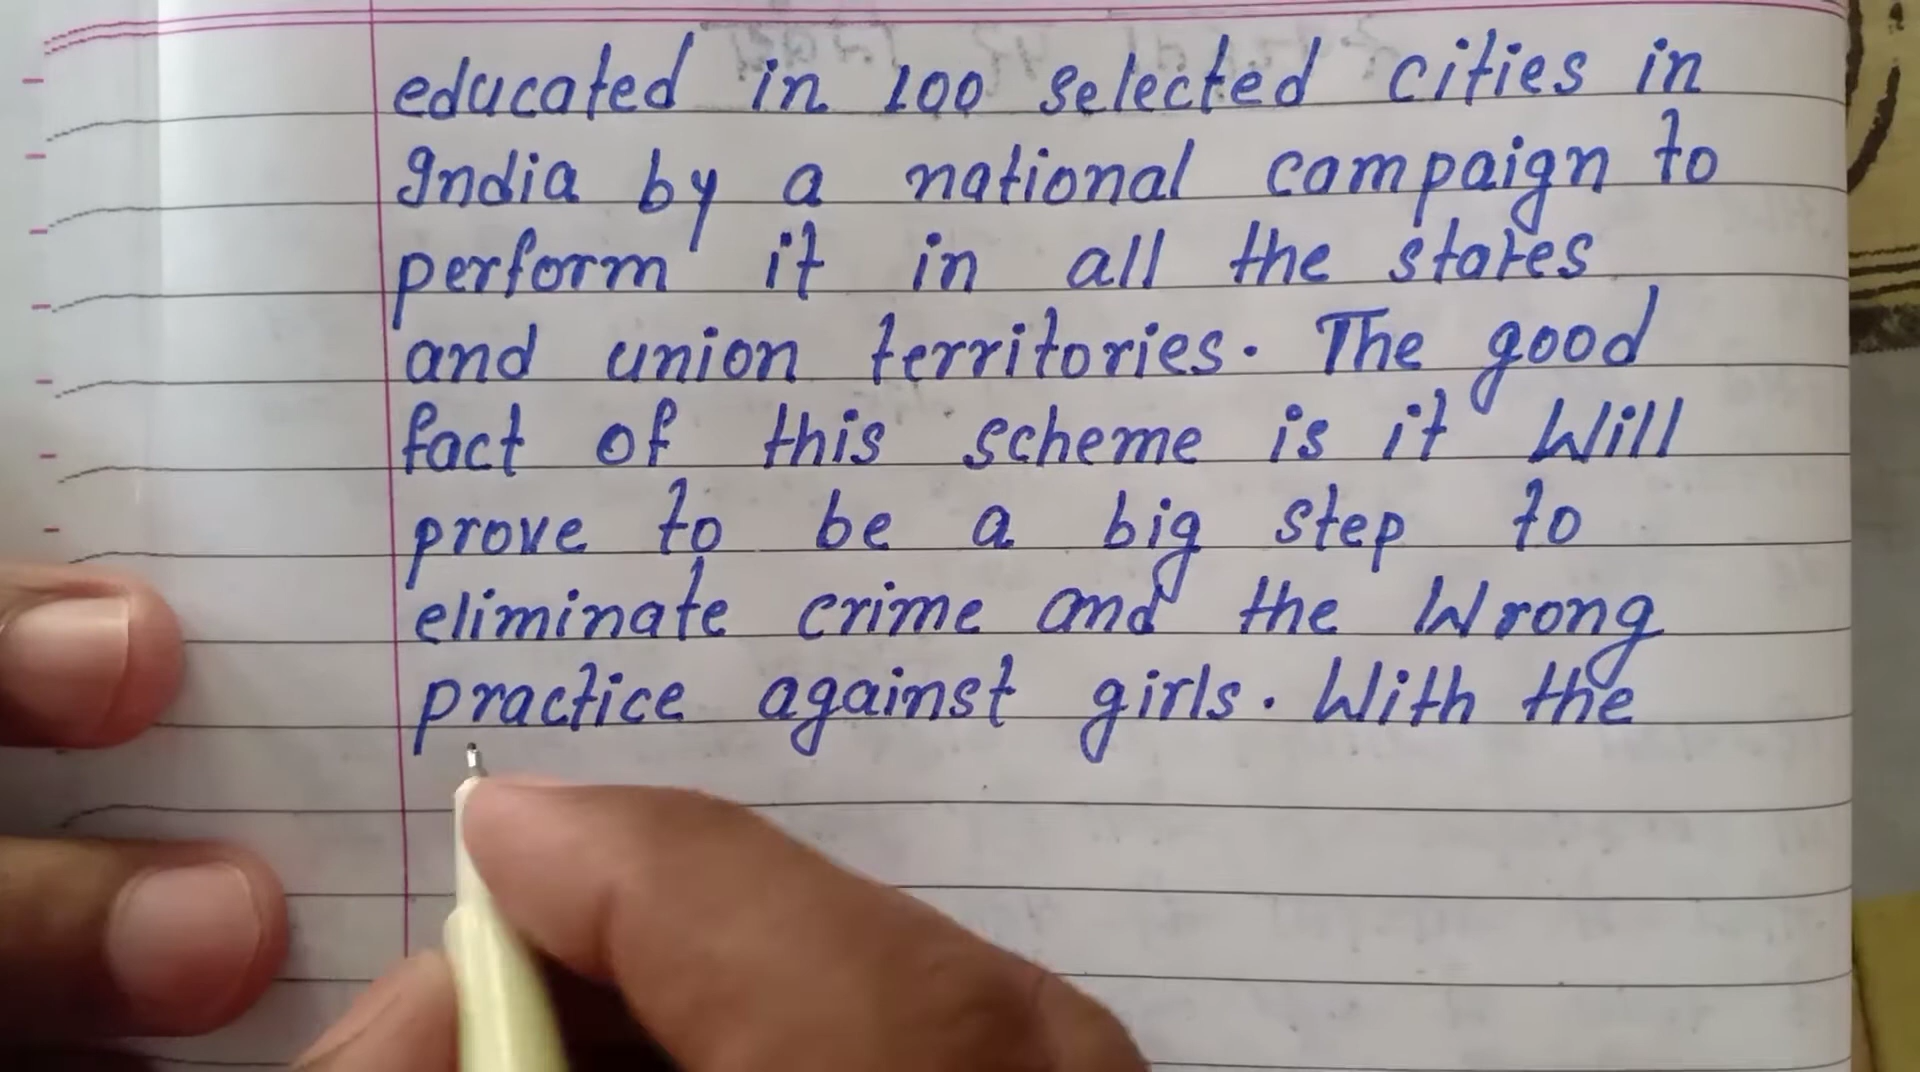 educated in 100 selected cities in
India by a national campaign to
perform it in all the states
and union territories. The good
fact of this scheme is it Will
prove to be a big step to
eliminate crime and the Wrong
practice against girls. With the